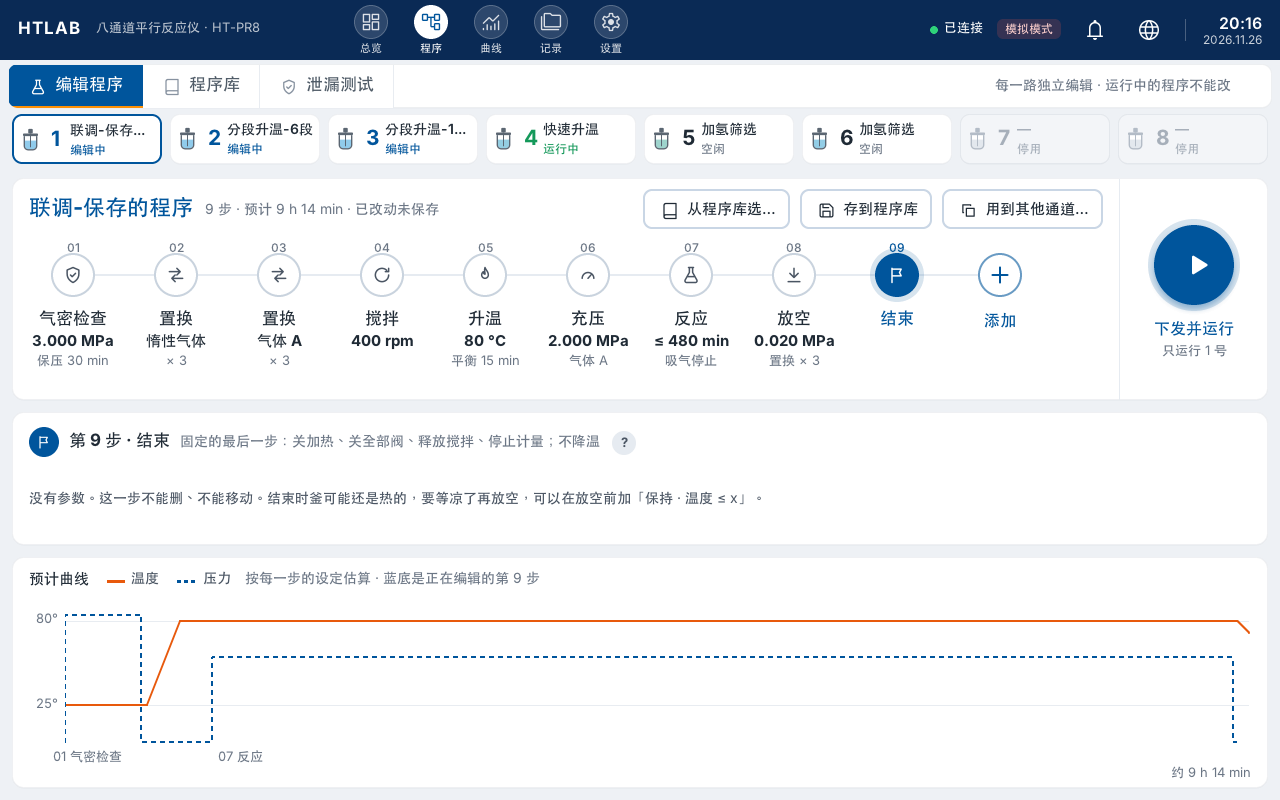 HTLAB 八通道平行反应仪 · HT-PR8
总览 程序 曲线 记录 设置
已连接 模拟模式
20:16
2026.11.26
编辑程序 程序库 泄漏测试
每一路独立编辑 · 运行中的程序不能改
1 联调-保存... 编辑中
2 分段升温-6段 编辑中
3 分段升温-1... 编辑中
4 快速升温 运行中
5 加氢筛选 空闲
6 加氢筛选 空闲
7 — 停用
8 — 停用
联调-保存的程序 9 步 · 预计 9 h 14 min · 已改动未保存
从程序库选... 存到程序库 用到其他通道...
01 02 03 04 05 06 07 08 09
气密检查 置换 置换 搅拌 升温 充压 反应 放空 结束 添加
3.000 MPa 惰性气体 气体 A 400 rpm 80 °C 2.000 MPa ≤ 480 min 0.020 MPa
保压 30 min × 3 × 3 平衡 15 min 气体 A 吸气停止 置换 × 3
下发并运行
只运行 1 号
第 9 步 · 结束 固定的最后一步：关加热、关全部阀、释放搅拌、停止计量；不降温 ?
没有参数。这一步不能删、不能移动。结束时釜可能还是热的，要等凉了再放空，可以在放空前加「保持 · 温度 ≤ x」。
预计曲线 温度 压力 按每一步的设定估算 · 蓝底是正在编辑的第 9 步
80°
25°
01 气密检查 07 反应
约 9 h 14 min